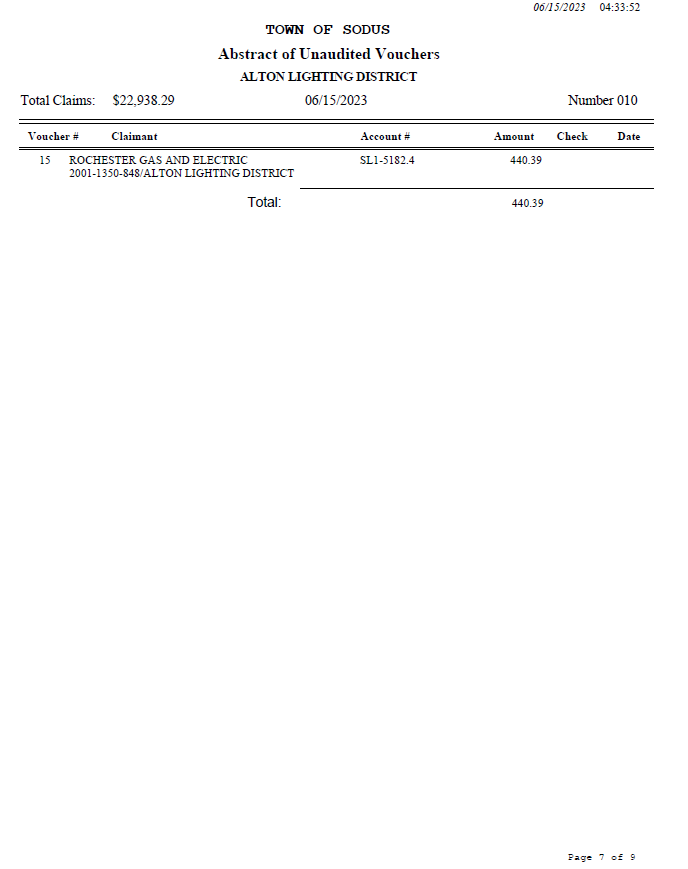 06/15/2023 04:33:52
TOWN OF SODUS
Abstract of Unaudited Vouchers
ALTON LIGHTING DISTRICT
Total Claims: $22,938.29 06/15/2023 Number 010
Voucher # Claimant Account # Amount Check Date
15 ROCHESTER GAS AND ELECTRIC SL1-5182.4 440.39
2001-1350-848/ALTON LIGHTING DISTRICT
Total: 440.39
Page 7 of 9